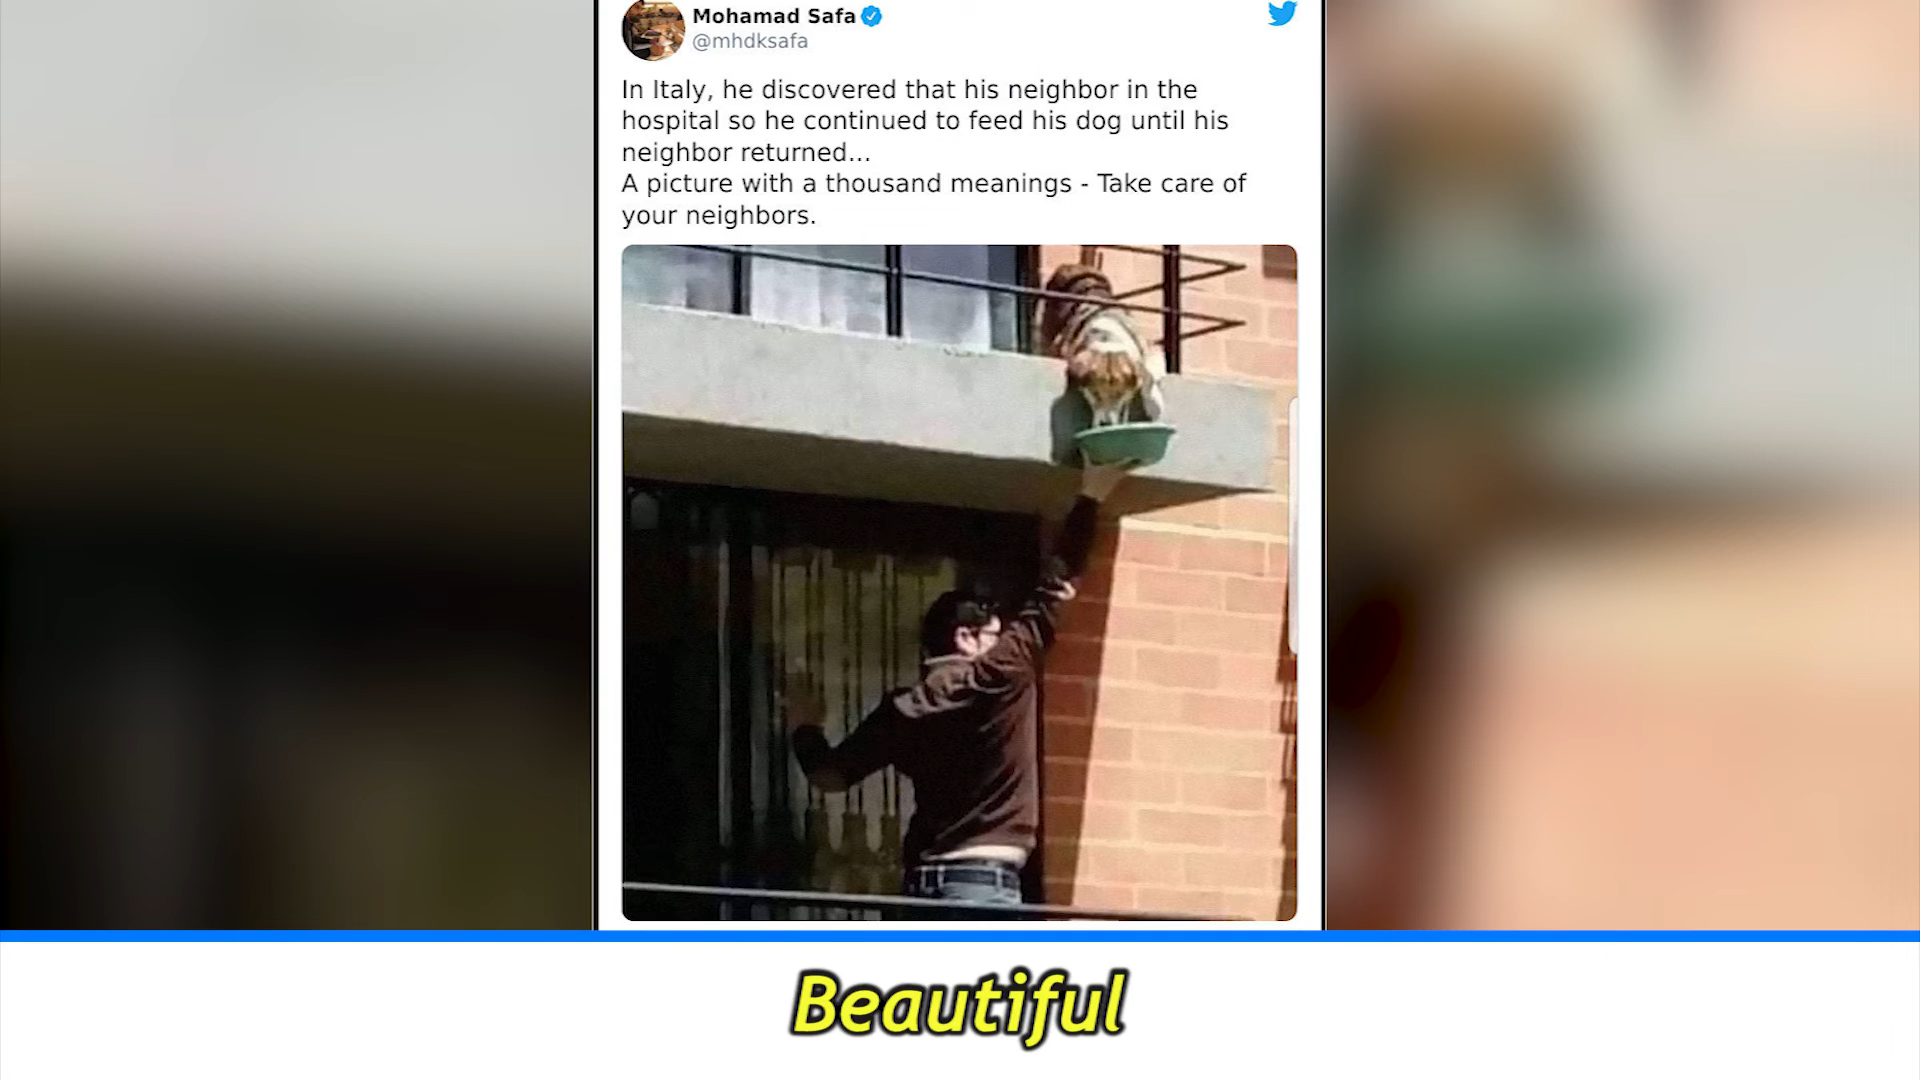 Mohamad Safa
@mhdksafa
In Italy, he discovered that his neighbor in the
hospital so he continued to feed his dog until his
neighbor returned...
A picture with a thousand meanings - Take care of
your neighbors.
Beautiful